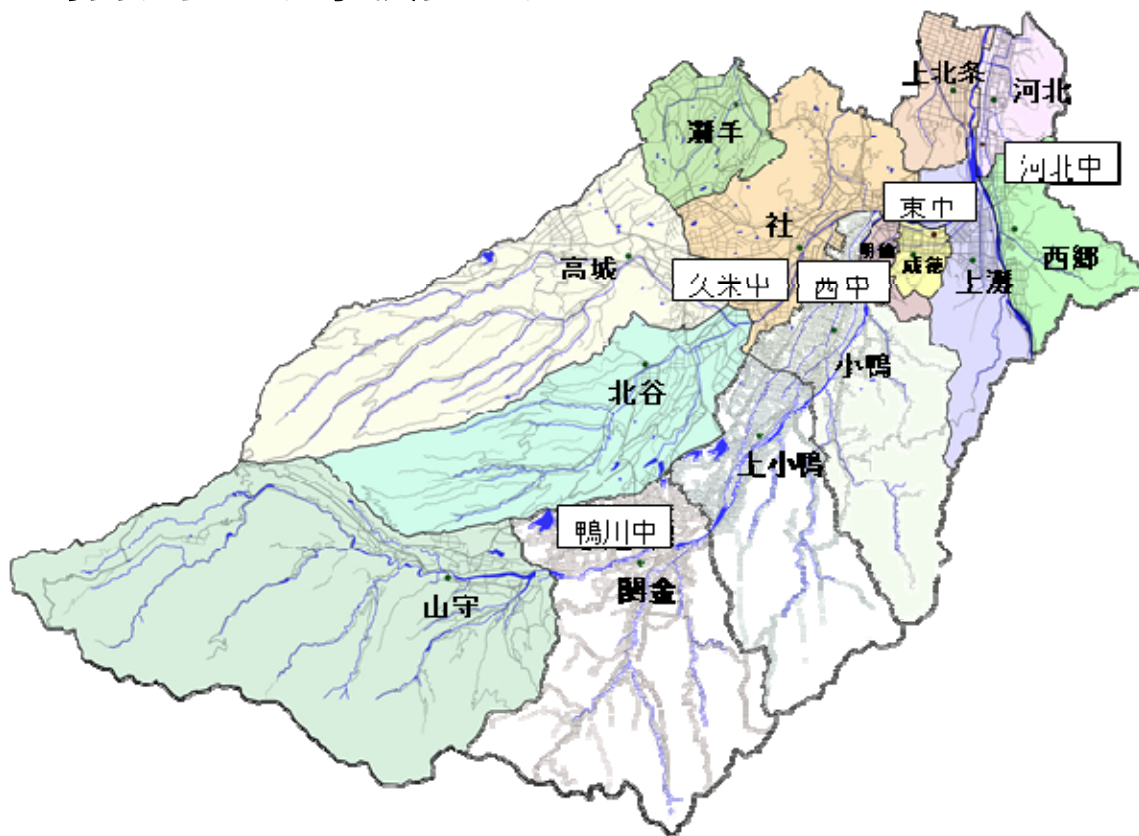 上北条
河北
灘手
河北中
東中
社
明倫
成徳
西郷
高城
上灘
久米中
西中
小鴨
北谷
上小鴨
鴨川中
関金
山守